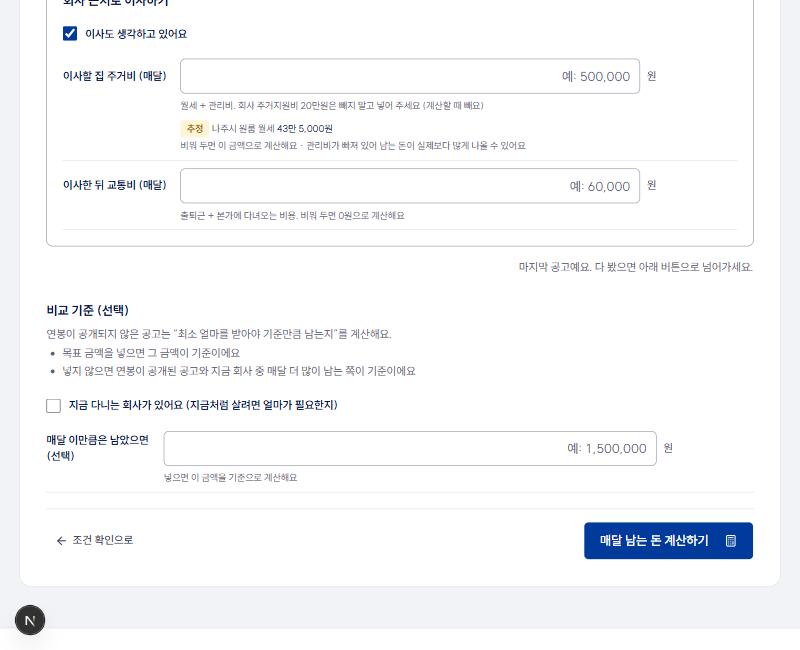 회사 근처로 이사하기
이사도 생각하고 있어요
이사할 집 주거비 (매달)
예: 500,000
원
월세 + 관리비. 회사 주거지원비 20만원은 빼지 말고 넣어 주세요 (계산할 때 빼요)
추정 나주시 원룸 월세 43만 5,000원
비워 두면 이 금액으로 계산해요 · 관리비가 빠져 있어 남는 돈이 실제보다 많게 나올 수 있어요
이사한 뒤 교통비 (매달)
예: 60,000
원
출퇴근 + 본가에 다녀오는 비용. 비워 두면 0원으로 계산해요
마지막 공고예요. 다 봤으면 아래 버튼으로 넘어가세요.
비교 기준 (선택)
연봉이 공개되지 않은 공고는 "최소 얼마를 받아야 기준만큼 남는지"를 계산해요.
목표 금액을 넣으면 그 금액이 기준이에요
넣지 않으면 연봉이 공개된 공고와 지금 회사 중 매달 더 많이 남는 쪽이 기준이에요
지금 다니는 회사가 있어요 (지금처럼 살려면 얼마가 필요한지)
매달 이만큼은 남았으면
(선택)
예: 1,500,000
원
넣으면 이 금액을 기준으로 계산해요
← 조건 확인으로
매달 남는 돈 계산하기
N